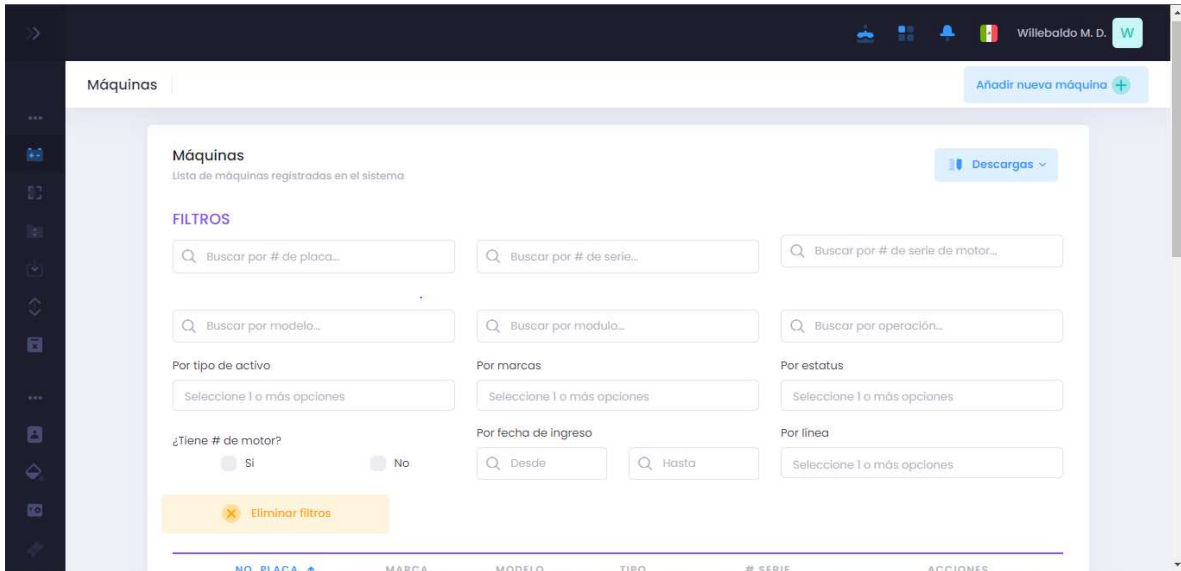 Willebaldo M. D. W
Máquinas
Añadir nueva máquina
Máquinas
Lista de máquinas registradas en el sistema
Descargas
FILTROS
Buscar por # de placa...
Buscar por # de serie...
Buscar por # de serie de motor...
Buscar por modelo...
Buscar por modulo...
Buscar por operación...
Por tipo de activo
Por marcas
Por estatus
Seleccione 1 o más opciones
Seleccione 1 o más opciones
Seleccione 1 o más opciones
¿Tiene # de motor?
Por fecha de ingreso
Por línea
Si
No
Desde
Hasta
Seleccione 1 o más opciones
Eliminar filtros
NO. PLACA
MARCA
MODELO
TIPO
# SERIE
ACCIONES